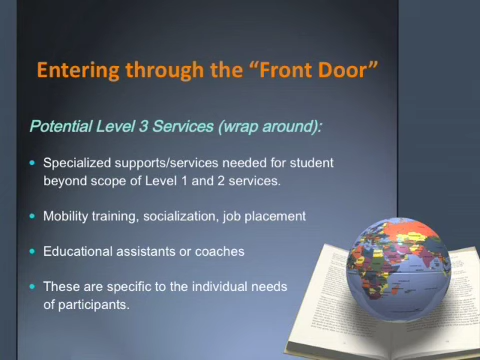 Entering through the “Front Door”
Potential Level 3 Services (wrap around):
• Specialized supports/services needed for student
beyond scope of Level 1 and 2 services.
• Mobility training, socialization, job placement
• Educational assistants or coaches
• These are specific to the individual needs
of participants.